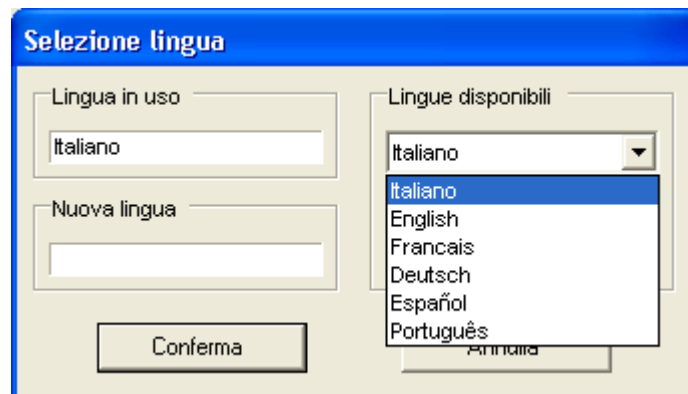 Selezione lingua
Lingua in uso
Italiano
Nuova lingua
Conferma
Lingue disponibili
Italiano
Italiano
English
Francais
Deutsch
Español
Português
Annulla